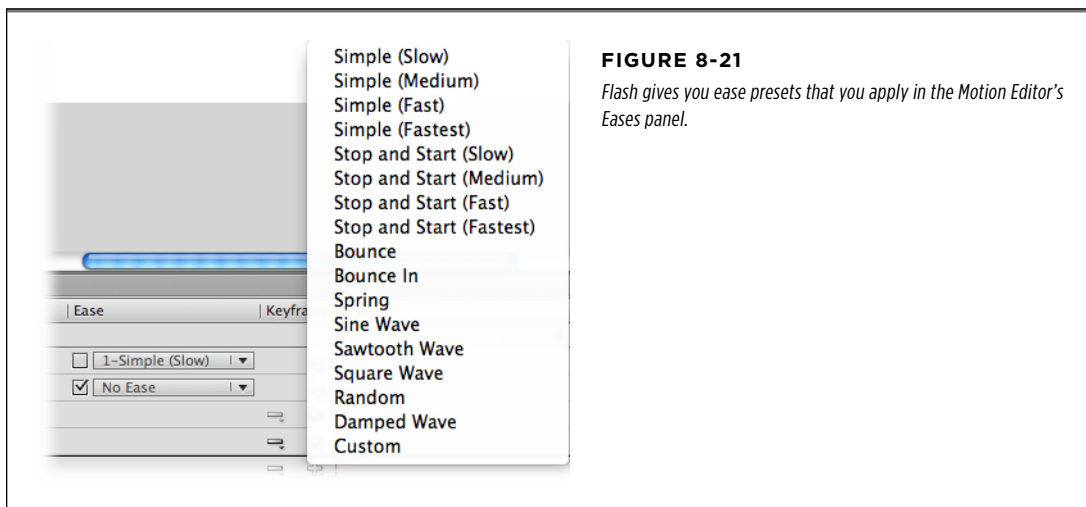 Simple (Slow)
Simple (Medium)
Simple (Fast)
Simple (Fastest)
Stop and Start (Slow)
Stop and Start (Medium)
Stop and Start (Fast)
Stop and Start (Fastest)
Bounce
Bounce In
Spring
Sine Wave
Sawtooth Wave
Square Wave
Random
Damped Wave
Custom
Ease
Keyfra
1-Simple (Slow)
No Ease
FIGURE 8-21
Flash gives you ease presets that you apply in the Motion Editor's
Eases panel.